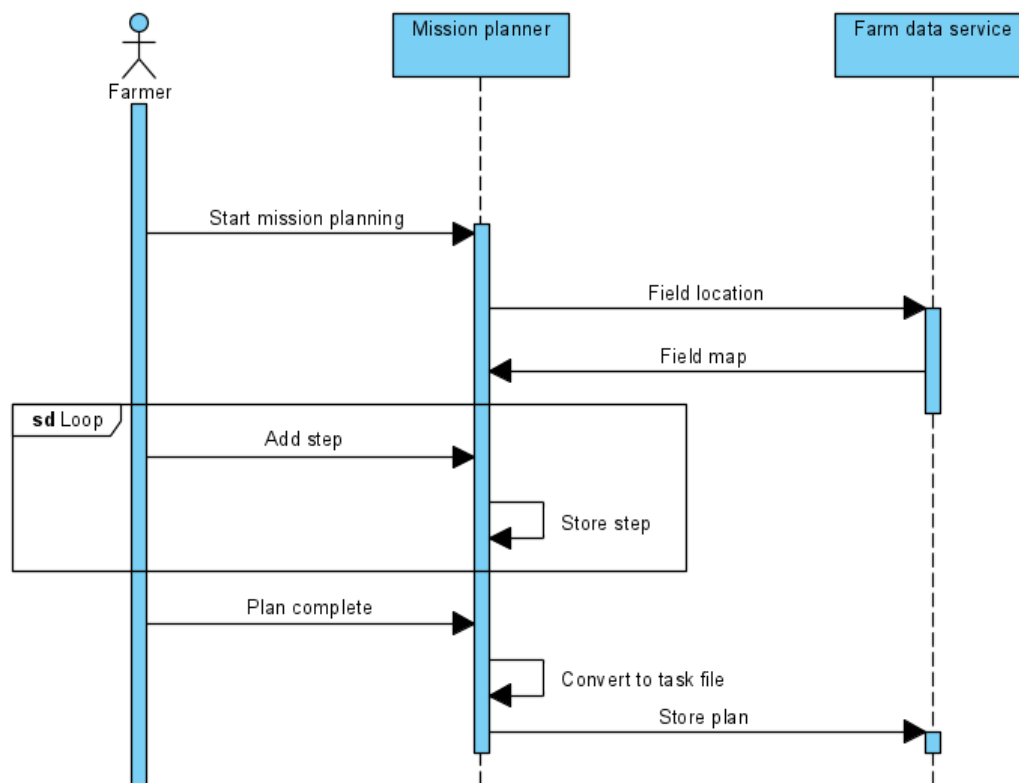 Mission planner
Farm data service
Farmer
Start mission planning
Field location
Field map
sd Loop
Add step
Store step
Plan complete
Convert to task file
Store plan